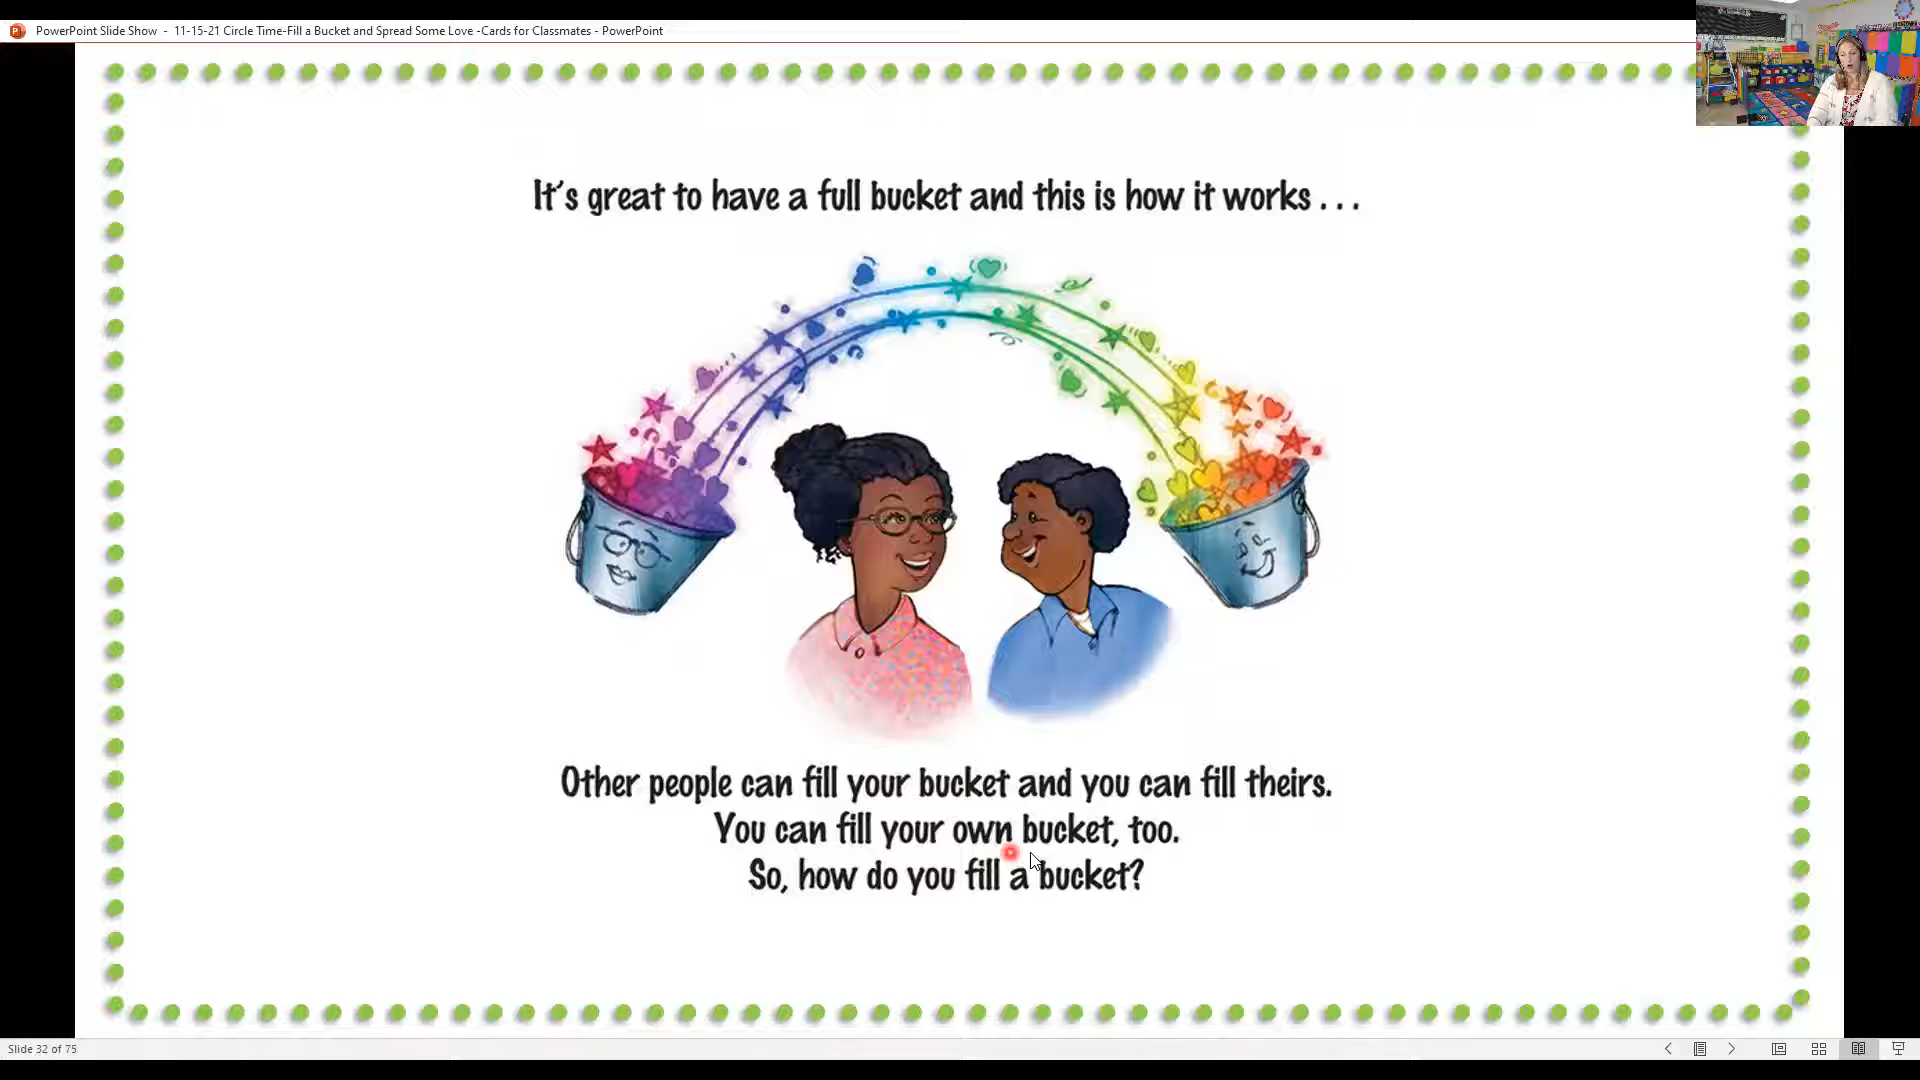 PowerPoint Slide Show - 11-15-21 Circle Time-Fill a Bucket and Spread Some Love -Cards for Classmates - PowerPoint
It's great to have a full bucket and this is how it works . . .
Other people can fill your bucket and you can fill theirs.
You can fill your own bucket, too.
So, how do you fill a bucket?
Slide 32 of 75